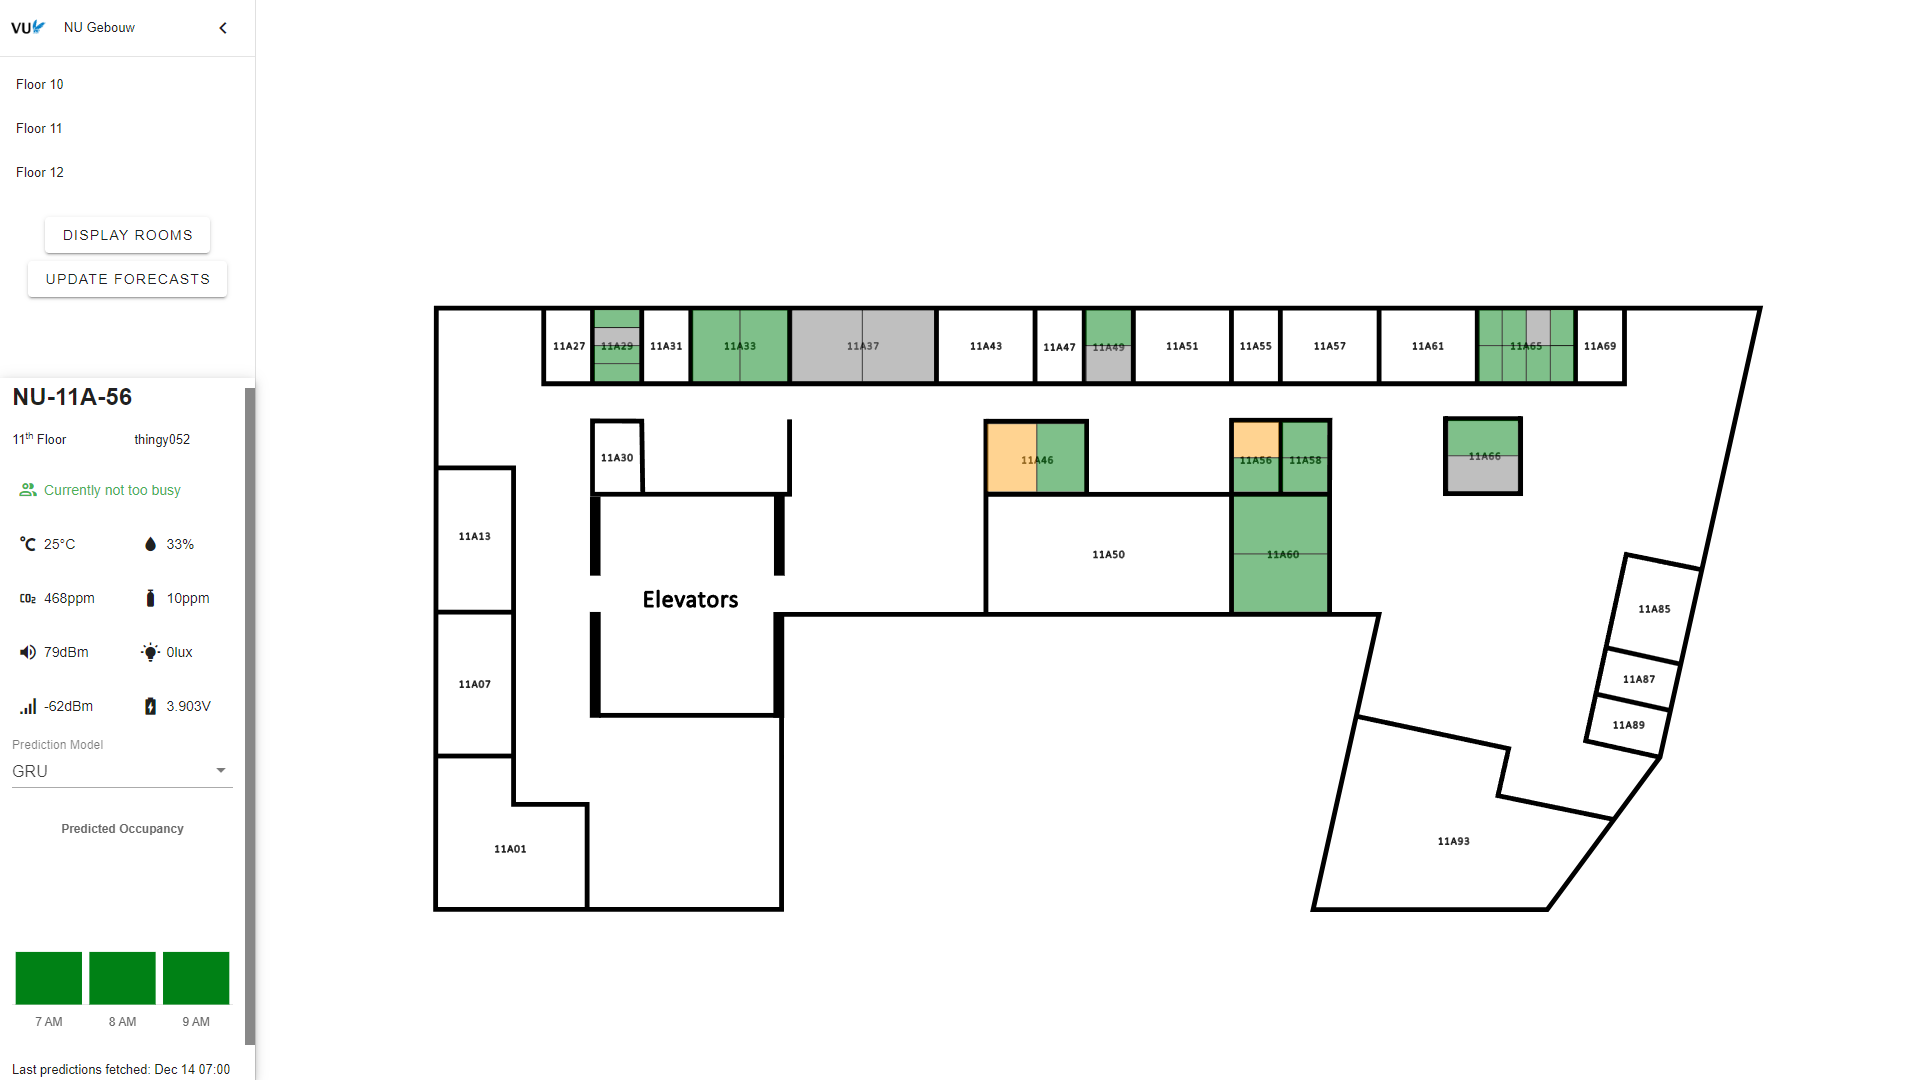 VU NU Gebouw
Floor 10
Floor 11
Floor 12
DISPLAY ROOMS
UPDATE FORECASTS
NU-11A-56
11th Floor thingy052
Currently not too busy
°C 25°C 33%
CO₂ 468ppm 10ppm
79dBm 0lux
-62dBm 3.903V
Prediction Model
GRU
Predicted Occupancy
7 AM 8 AM 9 AM
Last predictions fetched: Dec 14 07:00
11A27 11A29 11A31 11A33 11A37 11A43 11A47 11A49 11A51 11A55 11A57 11A61 11A65 11A69
11A30 11A46 11A56 11A58 11A66
11A13 11A50 11A60
Elevators 11A85
11A07 11A87
11A89
11A01 11A93